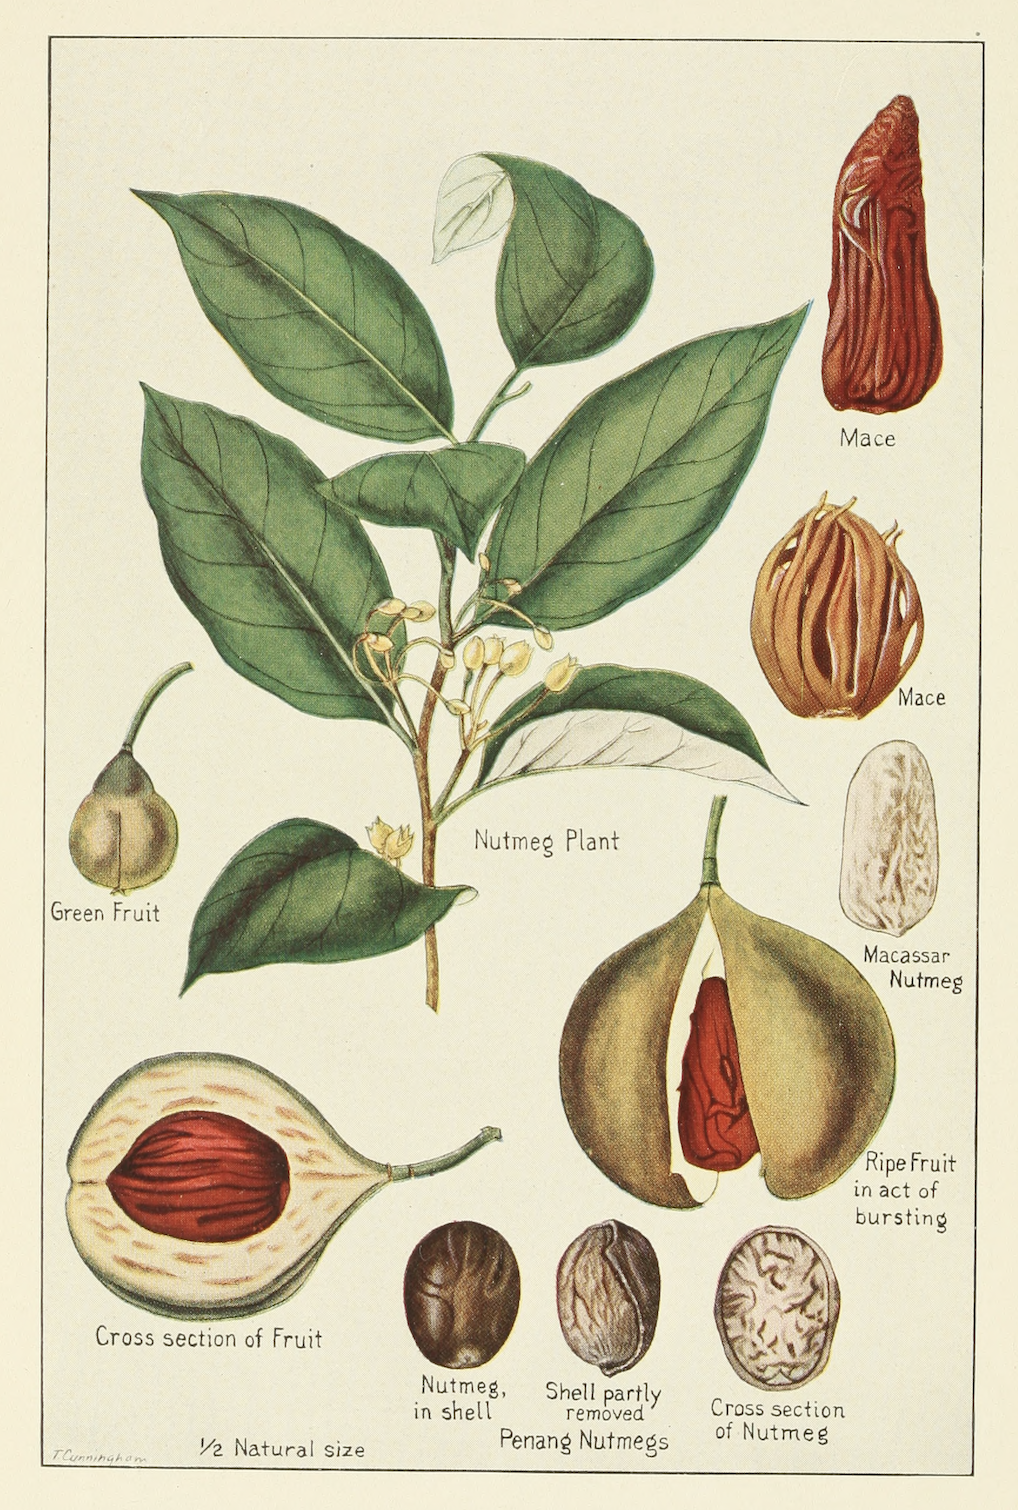 Mace
Mace
Nutmeg Plant
Green Fruit
Macassar
Nutmeg
Ripe Fruit
in act of
bursting
Cross section of Fruit
Nutmeg,
in shell
Shell partly
removed
Cross section
of Nutmeg
Penang Nutmegs
1/2 Natural size
T. Cunningham